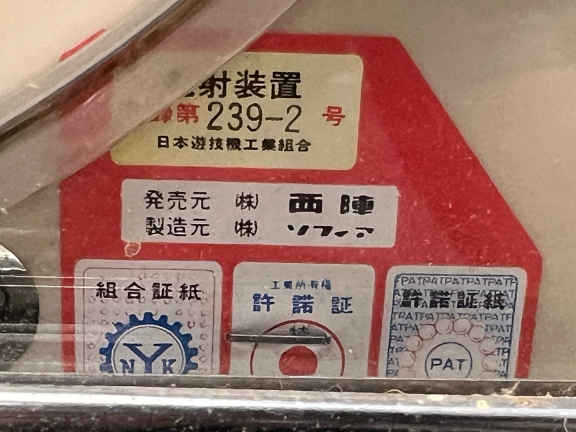 射装置
第239-2号
日本遊技機工業組合
発売元 ㈱ 西陣
製造元 ㈱ ソフィア
組合証紙
NYK
工業所有権
許諾証
許諾証紙
PAT